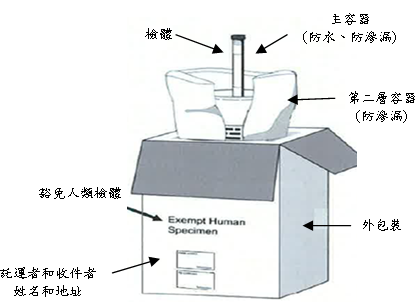 檢體
主容器
(防水、防滲漏)
第二層容器
(防滲漏)
豁免人類檢體
Exempt Human
Specimen
外包裝
託運者和收件者
姓名和地址